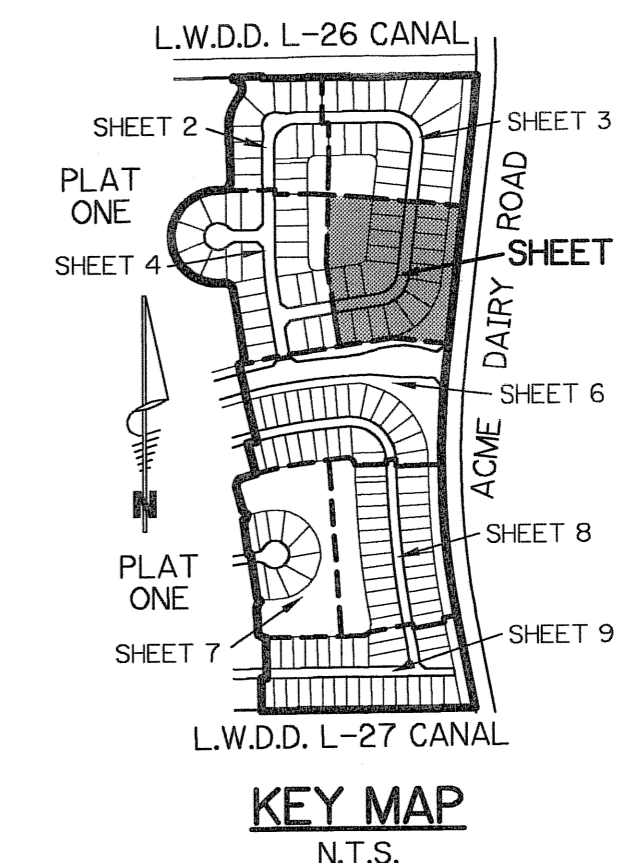 L.W.D.D. L-26 CANAL
SHEET 2
SHEET 3
PLAT
ONE
SHEET 4
SHEET
ACME DAIRY ROAD
SHEET 6
N
SHEET 8
PLAT
ONE
SHEET 7
SHEET 9
L.W.D.D. L-27 CANAL
KEY MAP
N.T.S.